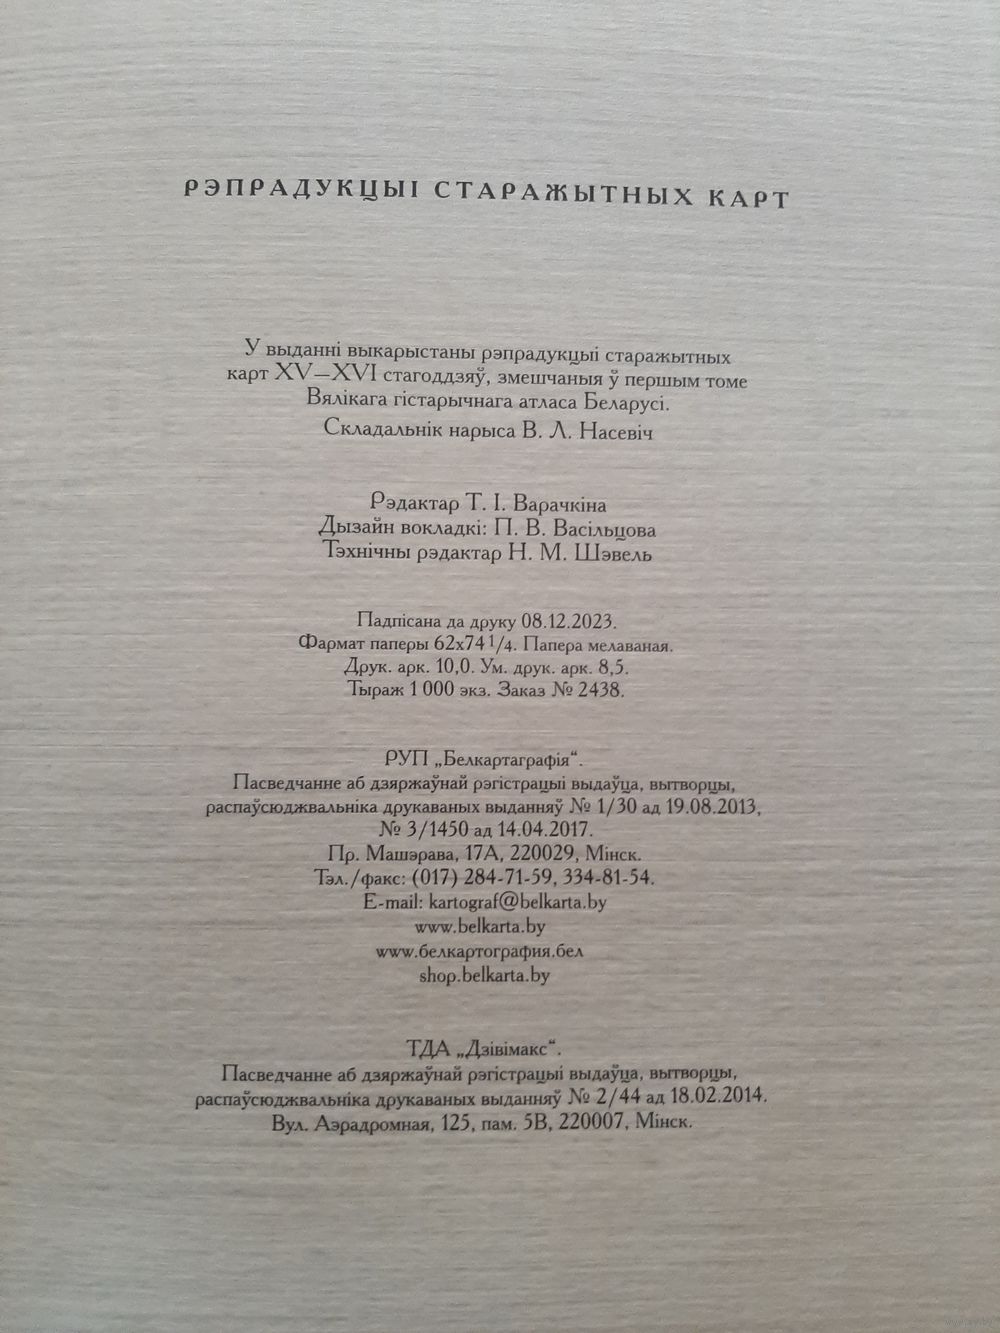 РЭПРАДУКЦЫІ СТАРАЖЫТНЫХ КАРТ
У выданні выкарыстаны рэпрадукцыі старажытных
карт XV—XVI стагоддзяў, змешчаныя ў першым томе
Вялікага гістарычнага атласа Беларусі.
Складальнік нарыса В. Л. Насевіч
Рэдактар Т. І. Варачкіна
Дызайн вокладкі: П. В. Васільцова
Тэхнічны рэдактар Н. М. Шэвель
Падпісана да друку 08.12.2023.
Фармат паперы 62х74 1/4. Папера мелаваная.
Друк. арк. 10,0. Ум. друк. арк. 8,5.
Тыраж 1 000 экз. Заказ № 2438.
РУП „Белкартаграфія“.
Пасведчанне аб дзяржаўнай рэгістрацыі выдаўца, вытворцы,
распаўсюджвальніка друкаваных выданняў № 1/30 ад 19.08.2013,
№ 3/1450 ад 14.04.2017.
Пр. Машэрава, 17А, 220029, Мінск.
Тэл./факс: (017) 284-71-59, 334-81-54.
E-mail: kartograf@belkarta.by
www.belkarta.by
www.белкартография.бел
shop.belkarta.by
ТДА „Дзівімакс“.
Пасведчанне аб дзяржаўнай рэгістрацыі выдаўца, вытворцы,
распаўсюджвальніка друкаваных выданняў № 2/44 ад 18.02.2014.
Вул. Аэрадромная, 125, пам. 5В, 220007, Мінск.